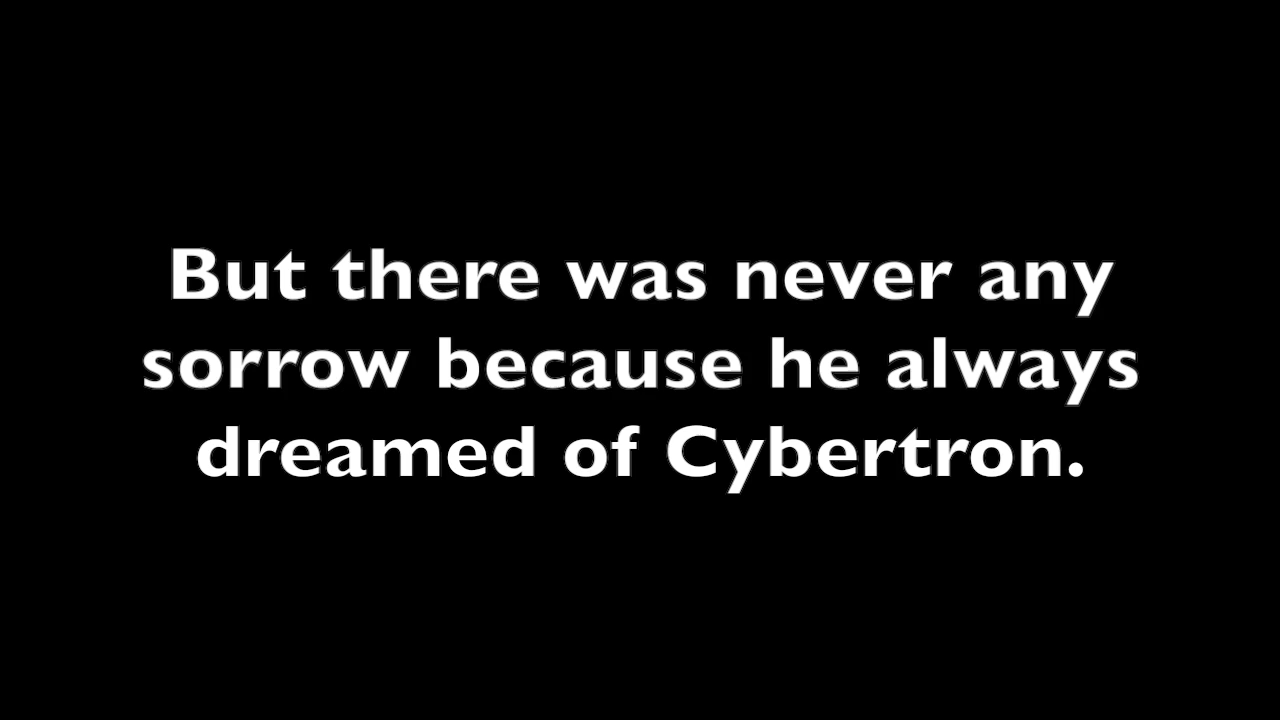 But there was never any
sorrow because he always
dreamed of Cybertron.